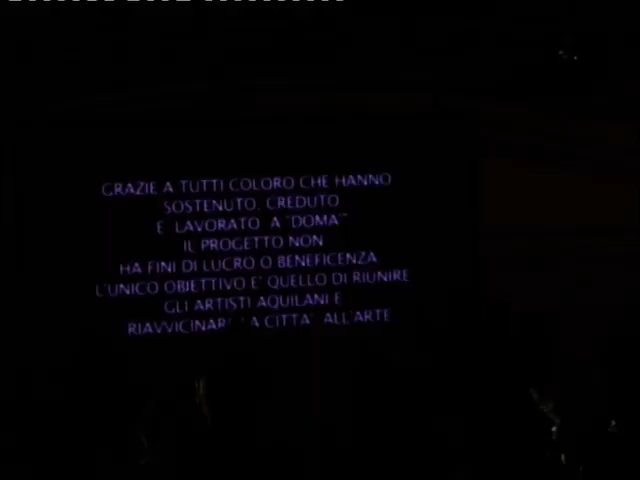 GRAZIE A TUTTI COLORO CHE HANNO
SOSTENUTO, CREDUTO
E LAVORATO A "DOMA'"
IL PROGETTO NON
HA FINI DI LUCRO O BENEFICENZA
L'UNICO OBIETTIVO E' QUELLO DI RIUNIRE
GLI ARTISTI AQUILANI E
CITTA' ALL'ARTE